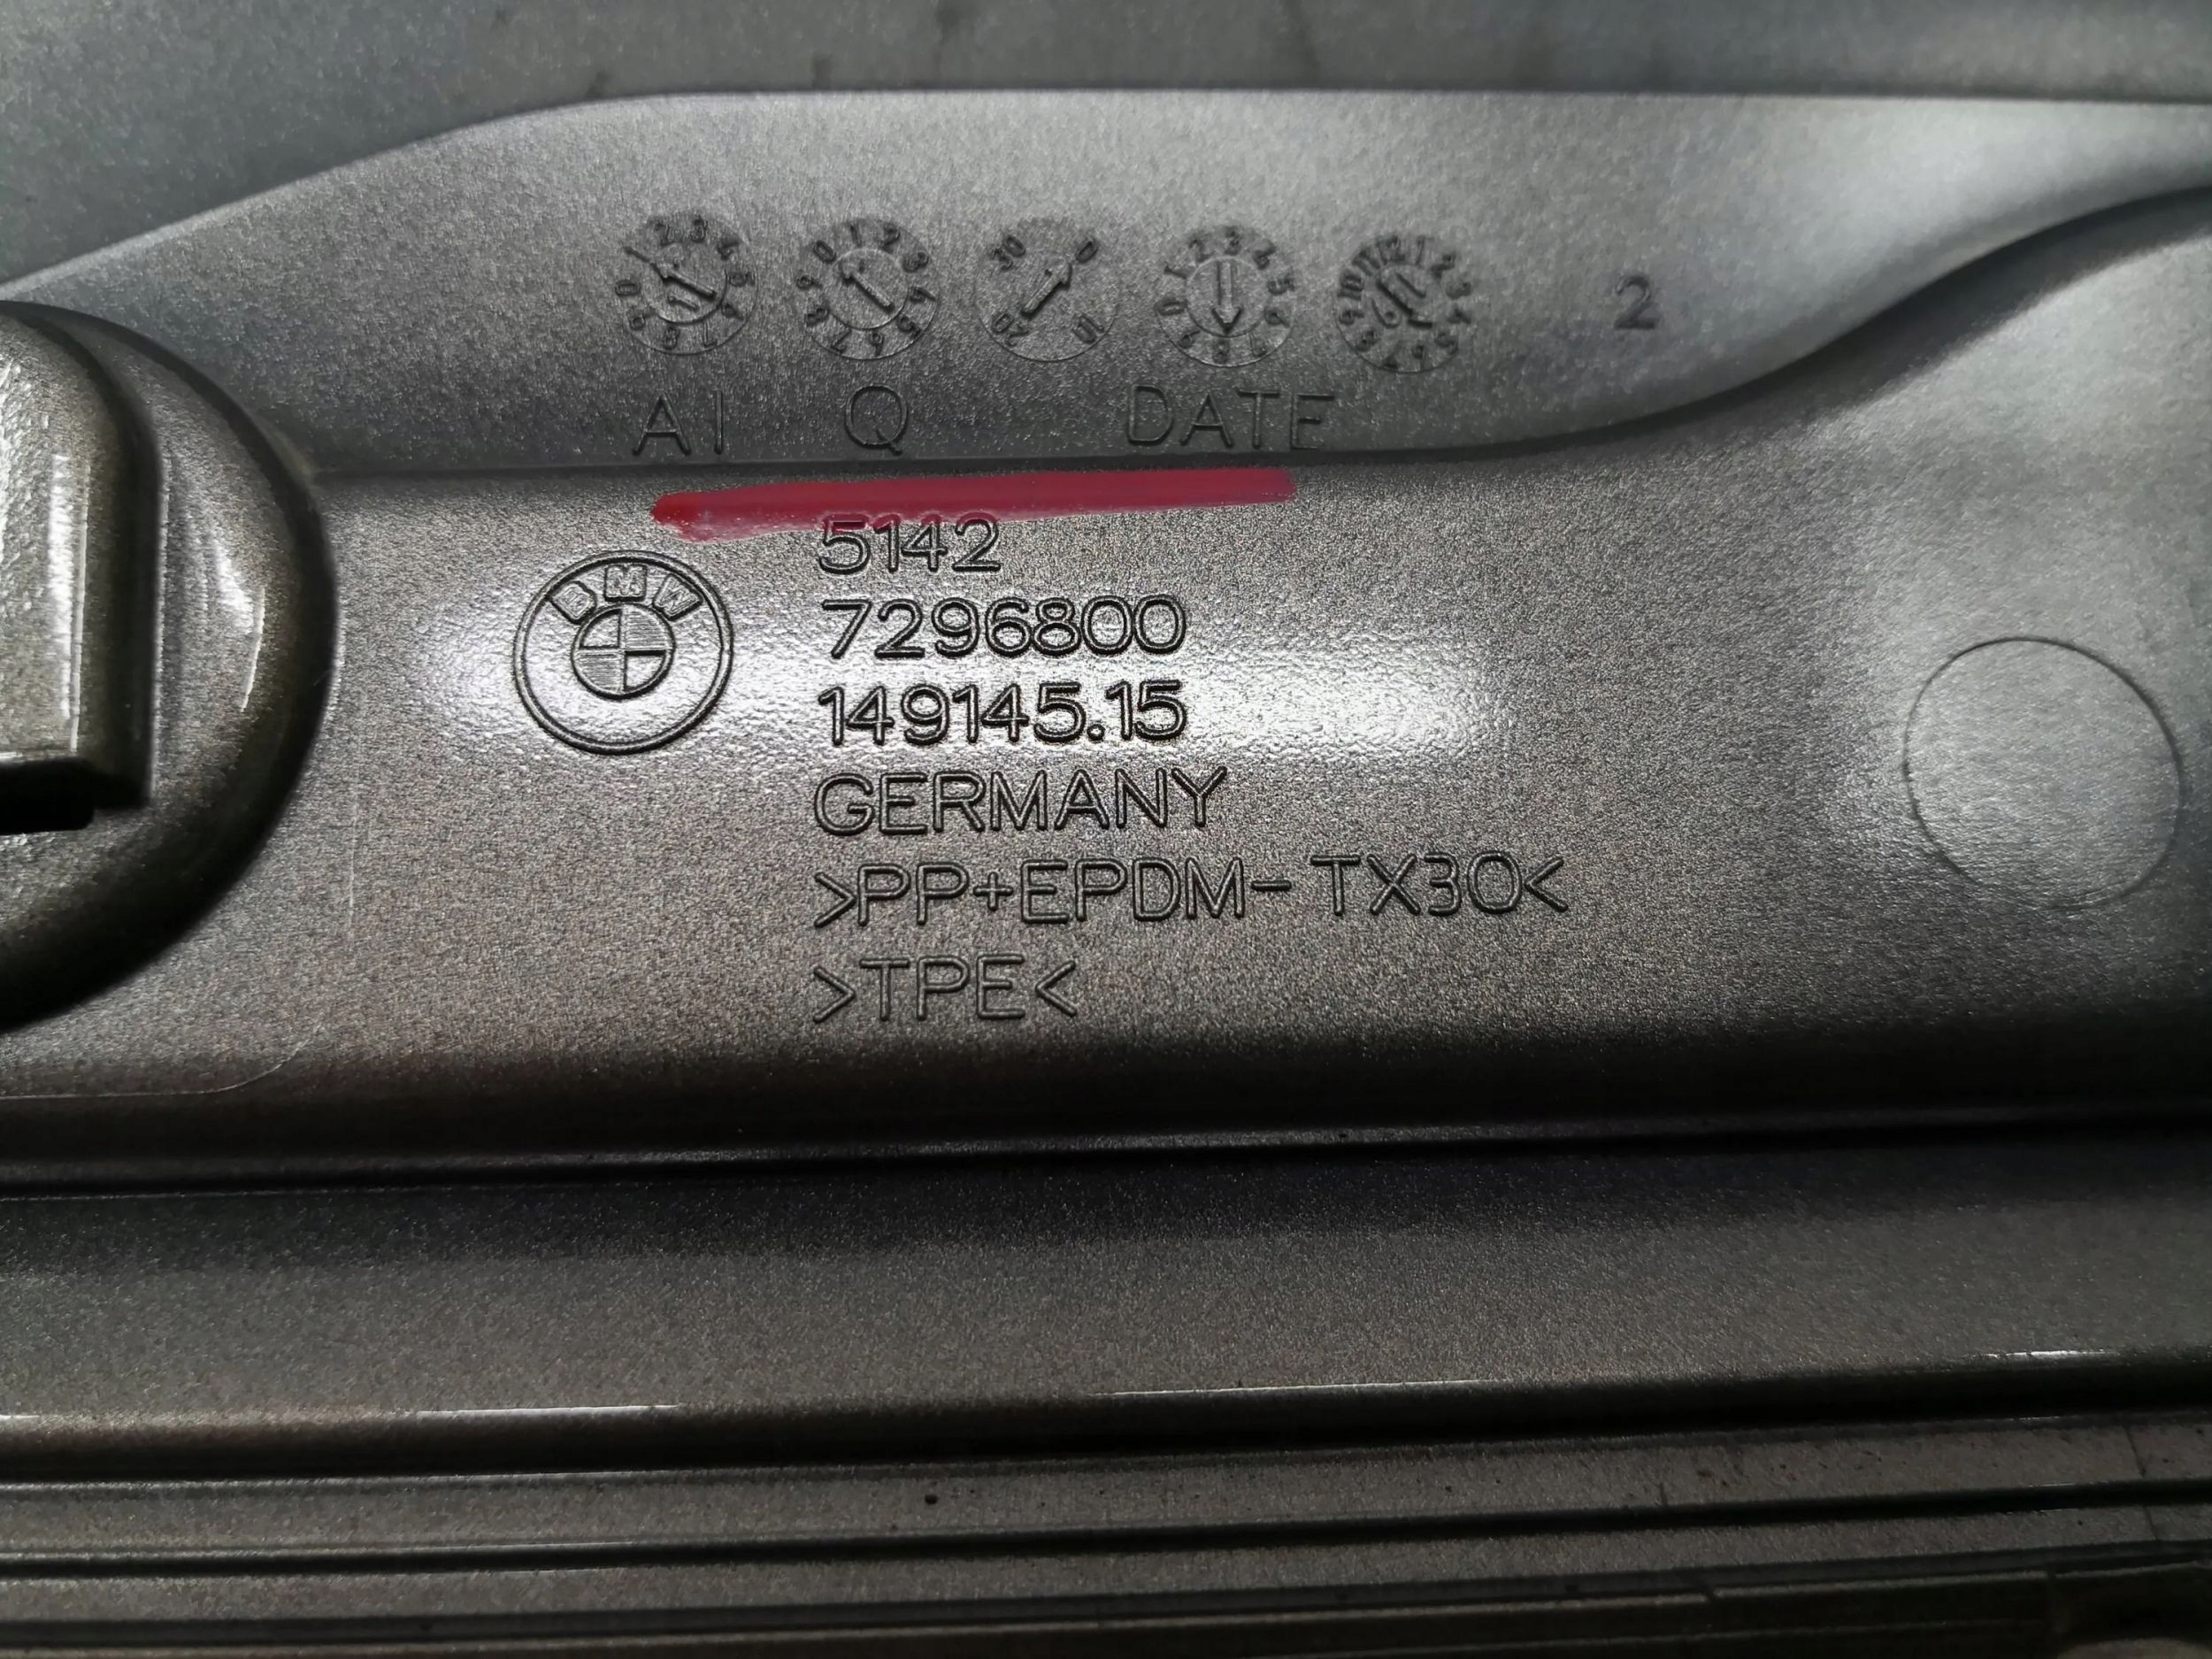 AI Q DATE
2
BMW
5142
7296800
149145.15
GERMANY
>PP+EPDM-TX30<
>TPE<